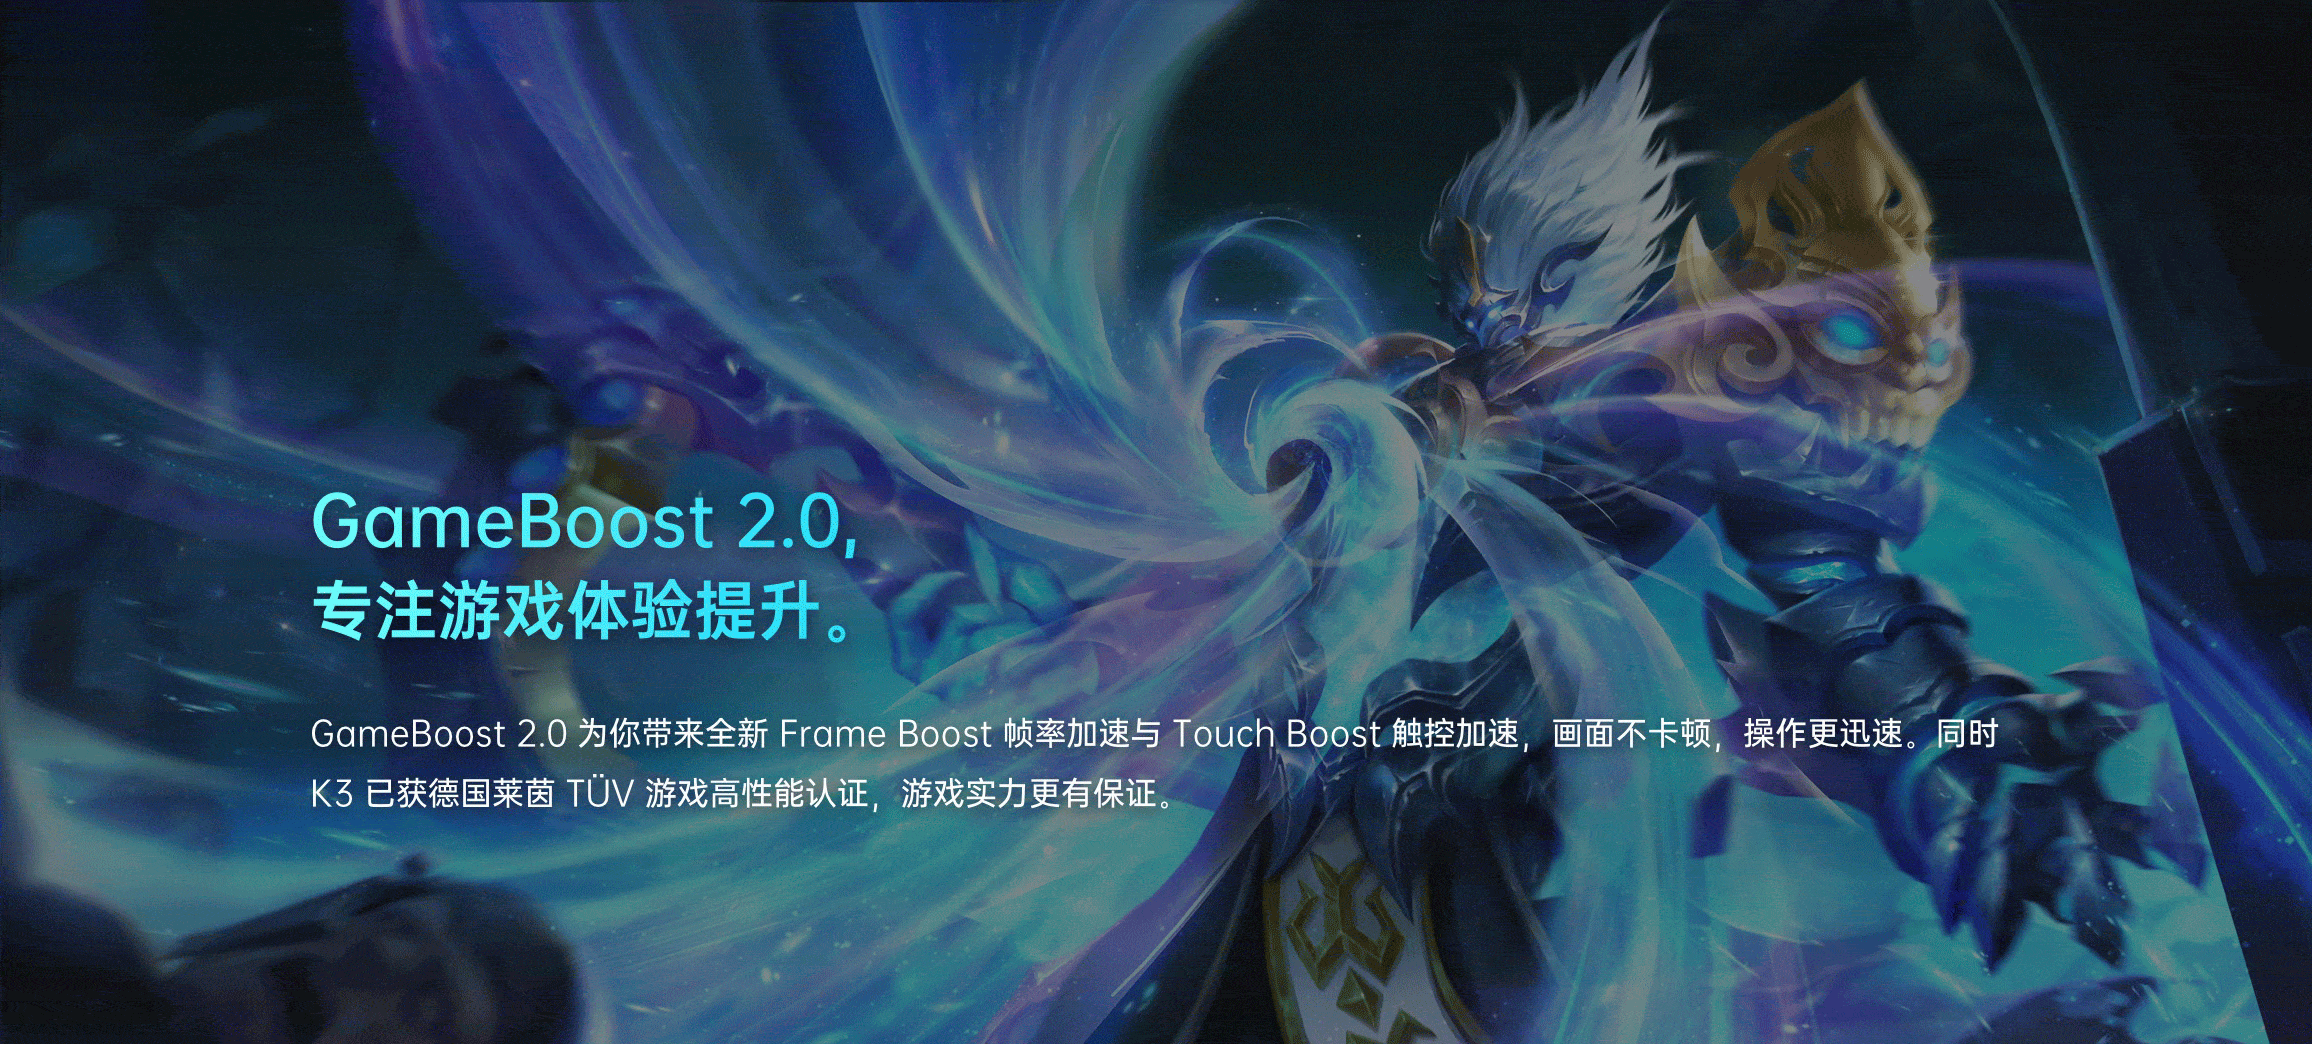 GameBoost 2.0,
专注游戏体验提升。
GameBoost 2.0 为你带来全新 Frame Boost 帧率加速与 Touch Boost 触控加速，画面不卡顿，操作更迅速。同时
K3 已获德国莱茵 TÜV 游戏高性能认证，游戏实力更有保证。